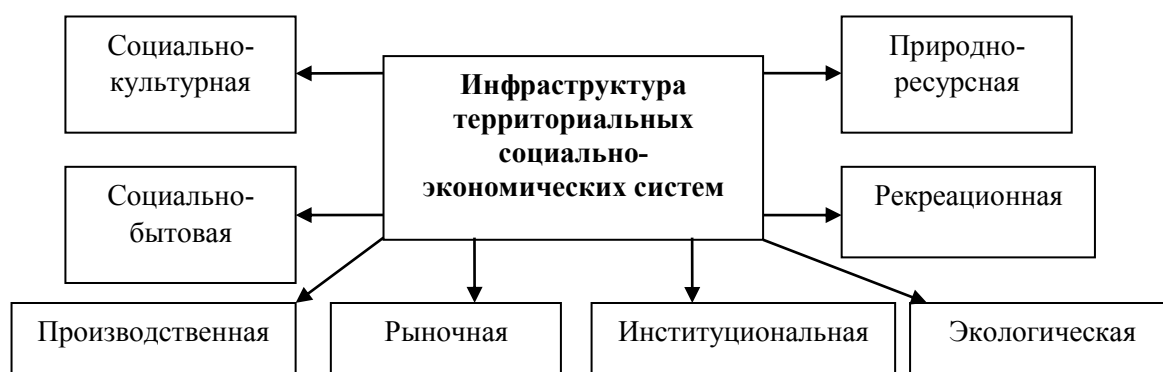 Социально-
культурная
Инфраструктура
территориальных
социально-
экономических систем
Природно-
ресурсная
Социально-
бытовая
Рекреационная
Производственная
Рыночная
Институциональная
Экологическая